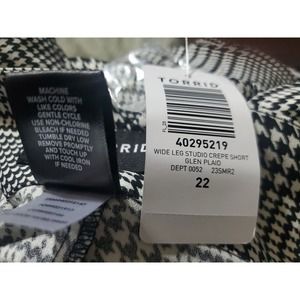 MACHINE
WASH COLD WITH
LIKE COLORS
GENTLE CYCLE
USE NON-CHLORINE
BLEACH IF NEEDED
TUMBLE DRY LOW
REMOVE PROMPTLY
AND TOUCH UP
WITH COOL IRON
IF NEEDED
RRID
TORRID
FL_20
40295219
WIDE LEG STUDIO CREPE SHORT
GLEN PLAID
DEPT 0052 23SMR2
22